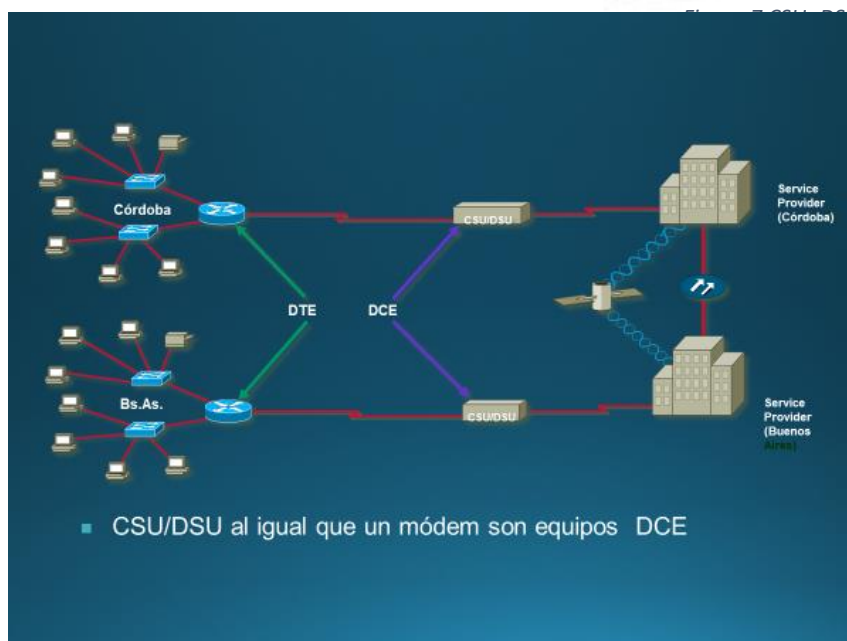 Córdoba
CSU/DSU
Service
Provider
(Córdoba)
DTE
DCE
Bs.As.
CSU/DSU
Service
Provider
(Buenos
Aires)
CSU/DSU al igual que un módem son equipos DCE